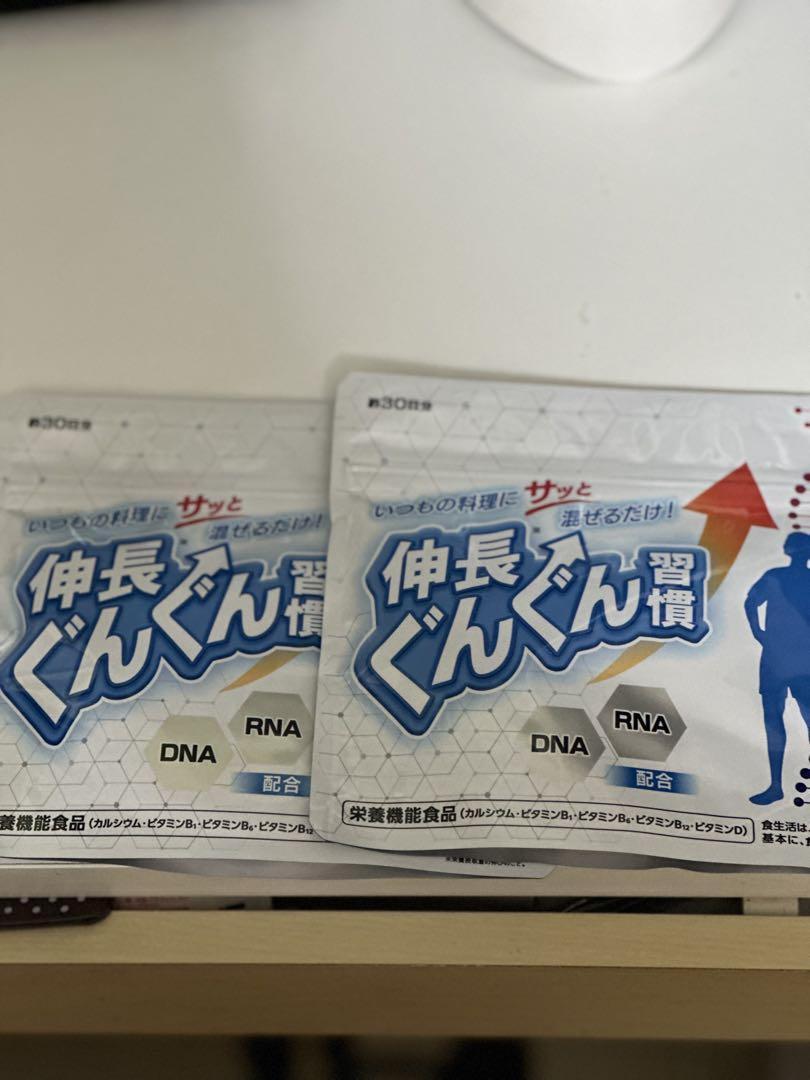 約30日分
いつもの料理に サッと 混ぜるだけ!
伸長
ぐんぐん習慣
DNA
RNA
配合
養機能食品(カルシウム・ビタミンB1・ビタミンB6・ビタミンB12
約30日分
いつもの料理に サッと 混ぜるだけ!
伸長
ぐんぐん習慣
DNA
RNA
配合
栄養機能食品(カルシウム・ビタミンB1・ビタミンB6・ビタミンB12・ビタミンD)
食生活は、
基本に、